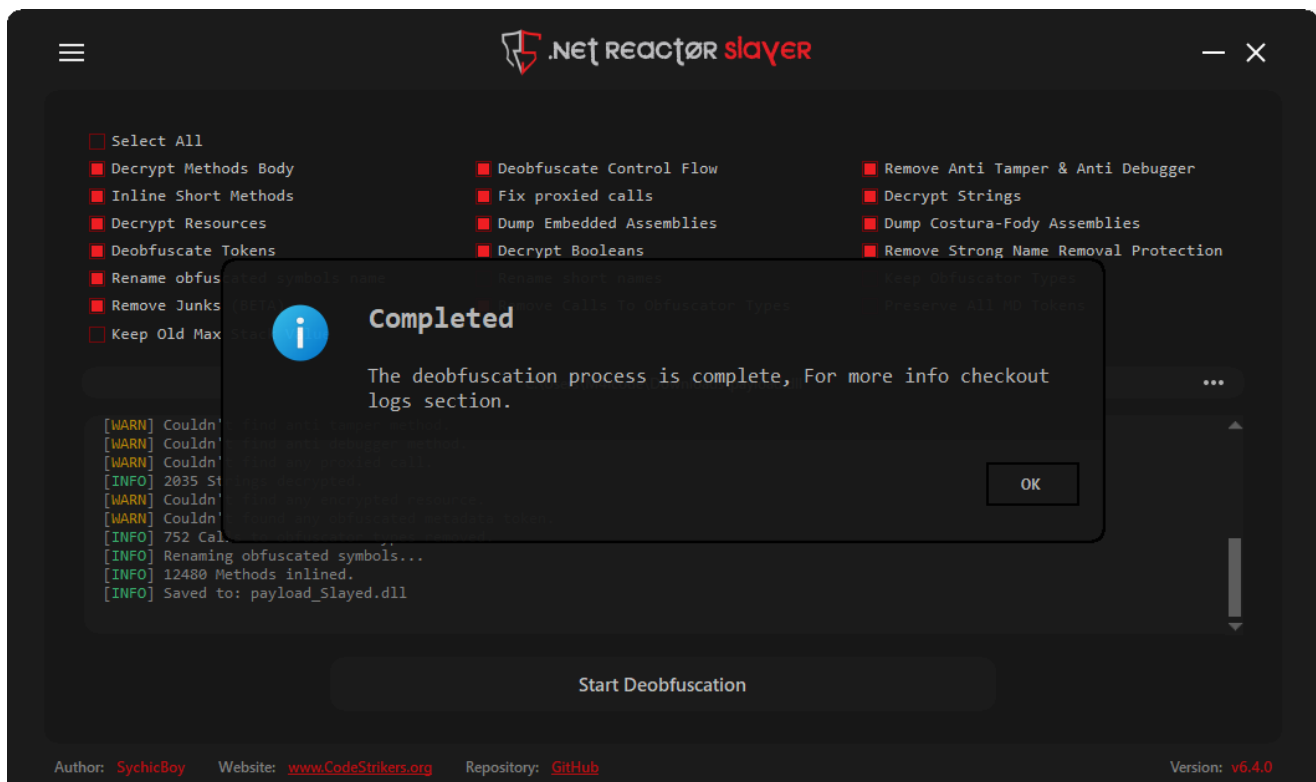 .NET REACTØR SLAYER
Select All
Decrypt Methods Body
Deobfuscate Control Flow
Remove Anti Tamper & Anti Debugger
Inline Short Methods
Fix proxied calls
Decrypt Strings
Decrypt Resources
Dump Embedded Assemblies
Dump Costura-Fody Assemblies
Deobfuscate Tokens
Decrypt Booleans
Remove Strong Name Removal Protection
Rename obfuscated symbols name
Rename short names
Keep Obfuscator Types
Remove Junks (BETA)
Remove Calls To Obfuscator Types
Preserve All MD Tokens
Keep Old Max Stack
i
Completed
The deobfuscation process is complete, For more info checkout
logs section.
OK
...
[WARN] Couldn't find anti tamper method.
[WARN] Couldn't find anti debugger method.
[WARN] Couldn't find any proxied call.
[INFO] 2035 Strings decrypted.
[WARN] Couldn't find any encrypted resource.
[WARN] Couldn't found any obfuscated metadata token.
[INFO] 752 Calls
[INFO] Renaming obfuscated symbols...
[INFO] 12480 Methods inlined.
[INFO] Saved to: payload_Slayed.dll
Start Deobfuscation
Author: SychicBoy
Website: www.CodeStrikers.org
Repository: GitHub
Version: v6.4.0